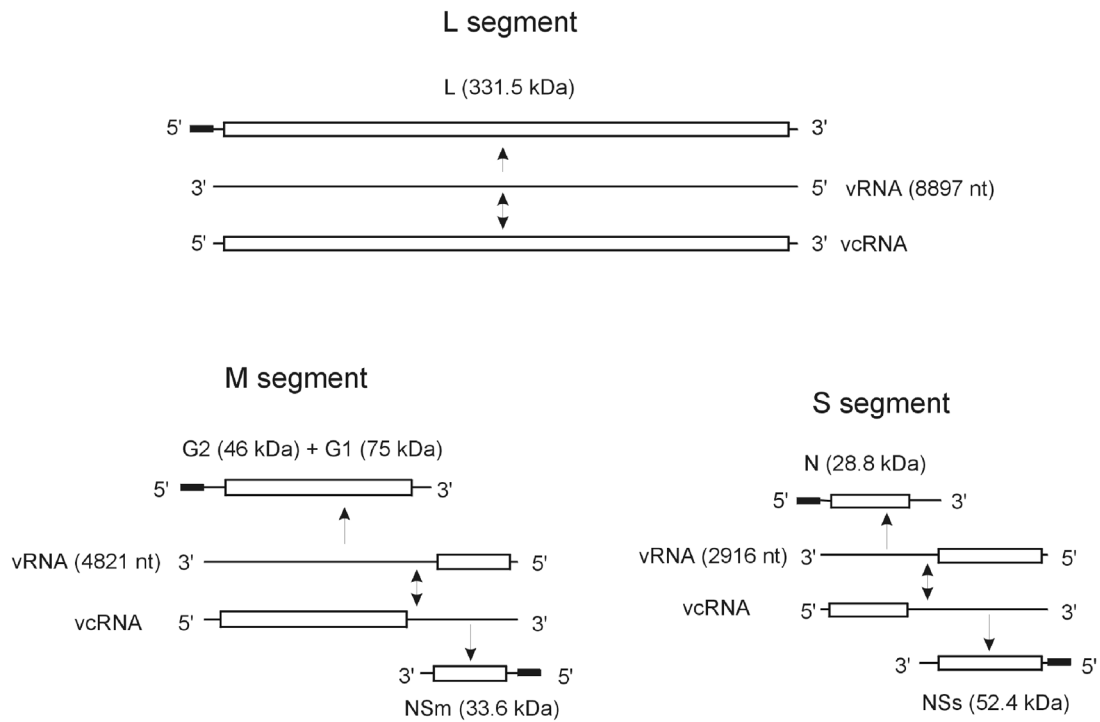 L segment
L (331.5 kDa)
5' 3'
3' 5' vRNA (8897 nt)
5' 3' vcRNA
M segment
G2 (46 kDa) + G1 (75 kDa)
5' 3'
vRNA (4821 nt) 3' 5'
vcRNA 5' 3'
3' 5'
NSm (33.6 kDa)
S segment
N (28.8 kDa)
5' 3'
vRNA (2916 nt) 3' 5'
vcRNA 5' 3'
3' 5'
NSs (52.4 kDa)